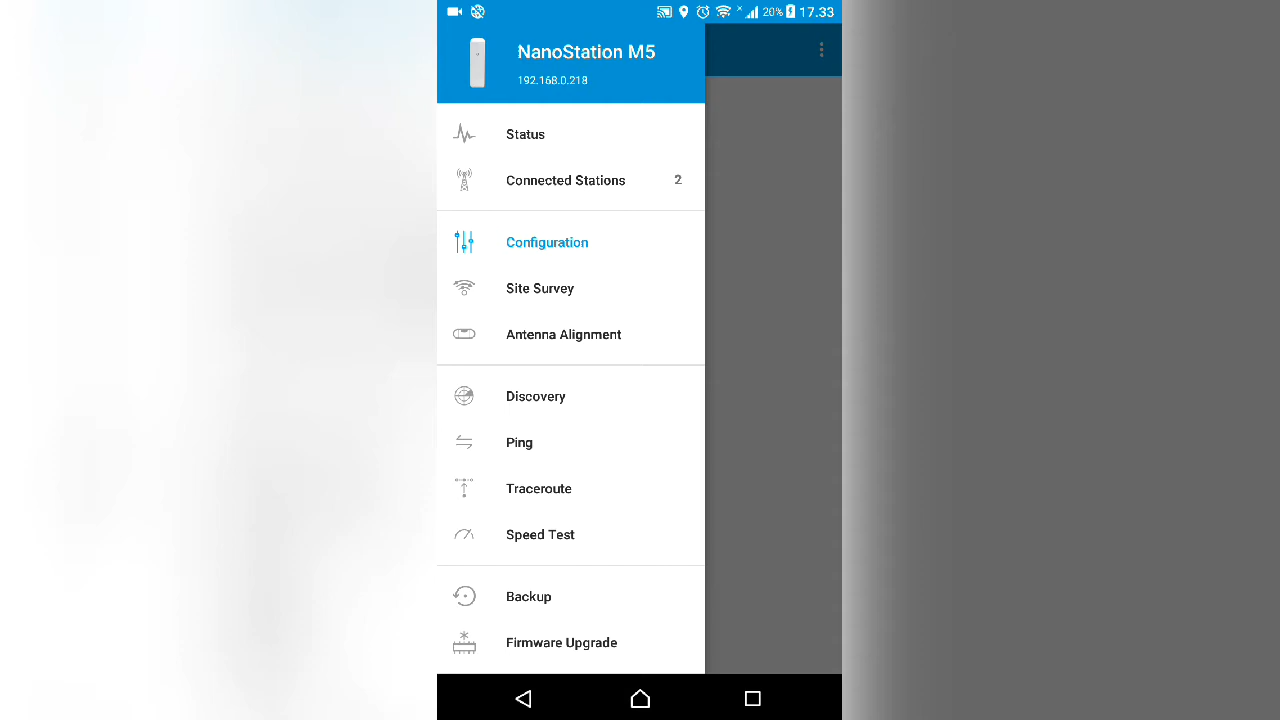 20% 17.33
NanoStation M5
192.168.0.218
Status
Connected Stations 2
Configuration
Site Survey
Antenna Alignment
Discovery
Ping
Traceroute
Speed Test
Backup
Firmware Upgrade